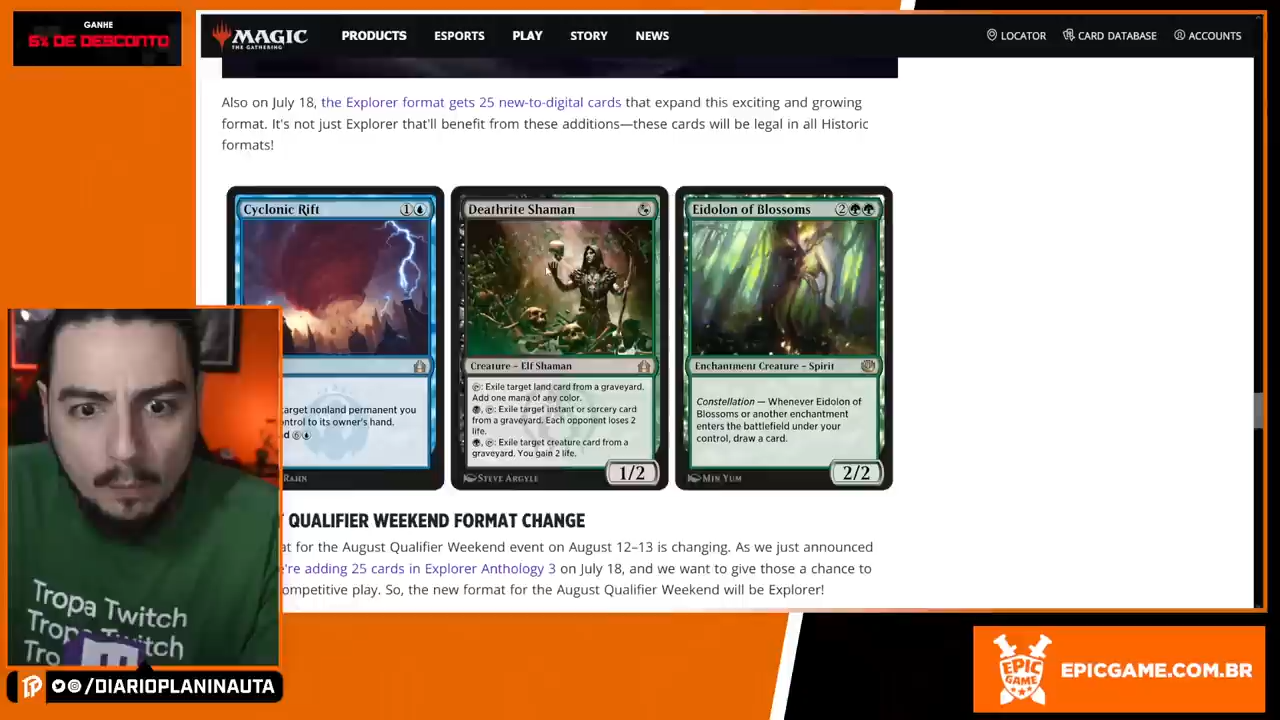 GANHE
6% DE DESCONTO
MAGIC
THE GATHERING
PRODUCTS ESPORTS PLAY STORY NEWS
LOCATOR CARD DATABASE ACCOUNTS
Also on July 18, the Explorer format gets 25 new-to-digital cards that expand this exciting and growing
format. It's not just Explorer that'll benefit from these additions—these cards will be legal in all Historic
formats!
Cyclonic Rift 1
target nonland permanent you
control to its owner's hand.
Deathrite Shaman
Creature – Elf Shaman
: Exile target land card from a graveyard.
Add one mana of any color.
, : Exile target instant or sorcery card
from a graveyard. Each opponent loses 2
life.
, : Exile target creature card from a
graveyard. You gain 2 life.
Steve Argyle
1/2
Eidolon of Blossoms 2
Enchantment Creature – Spirit
Constellation — Whenever Eidolon of
Blossoms or another enchantment
enters the battlefield under your
control, draw a card.
Min Yum
2/2
QUALIFIER WEEKEND FORMAT CHANGE
at for the August Qualifier Weekend event on August 12–13 is changing. As we just announced
're adding 25 cards in Explorer Anthology 3 on July 18, and we want to give those a chance to
ompetitive play. So, the new format for the August Qualifier Weekend will be Explorer!
Tropa Twitch
Tropa Twitch
Tro
/DIARIOPLANINAUTA
EPIC
GAME
EPICGAME.COM.BR